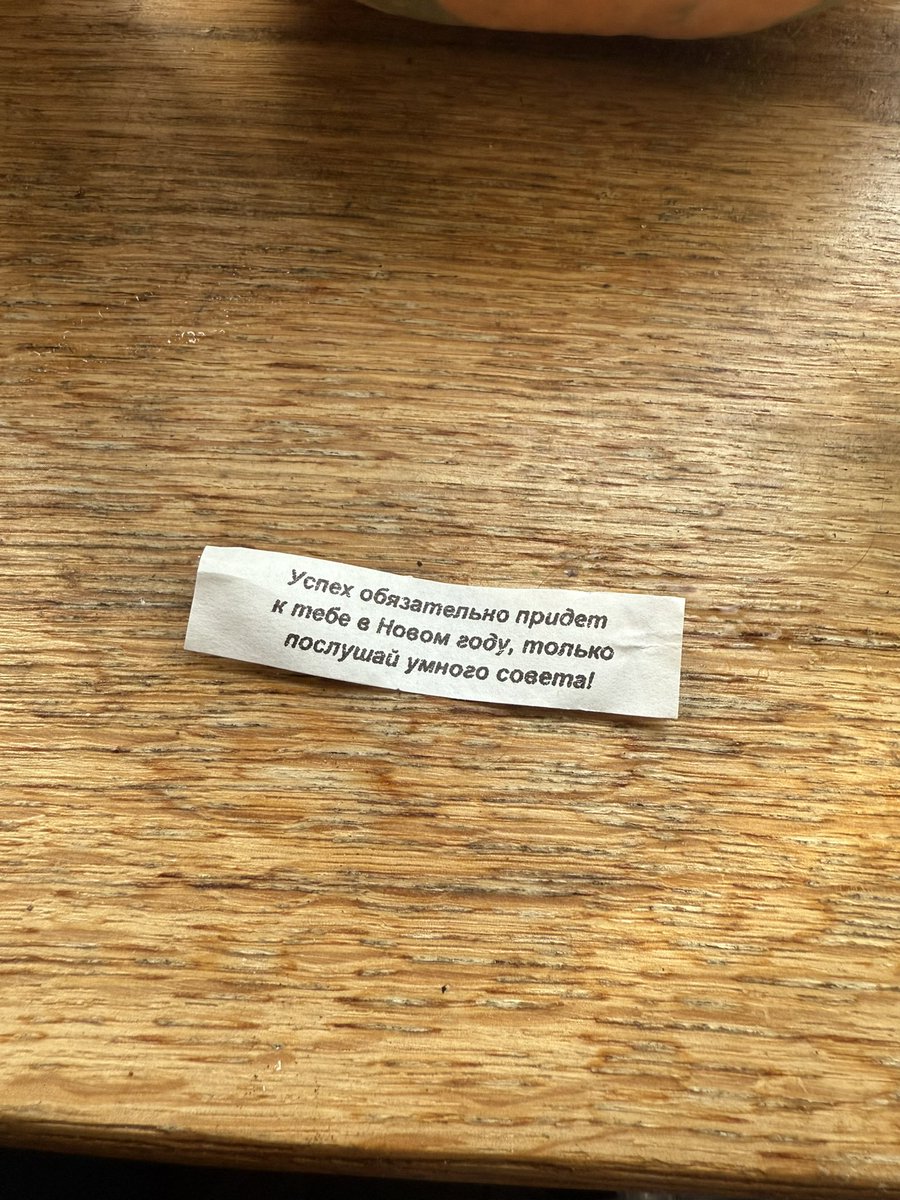 Успех обязательно придет
к тебе в Новом году, только
послушай умного совета!